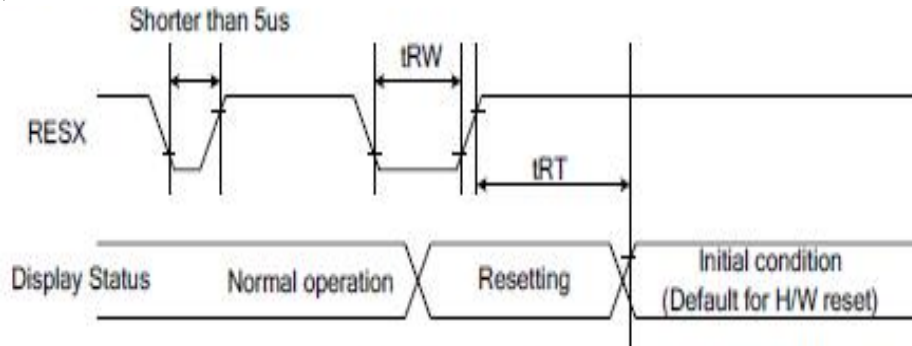 Shorter than 5us
tRW
RESX
tRT
Display Status
Normal operation
Resetting
Initial condition
(Default for H/W reset)